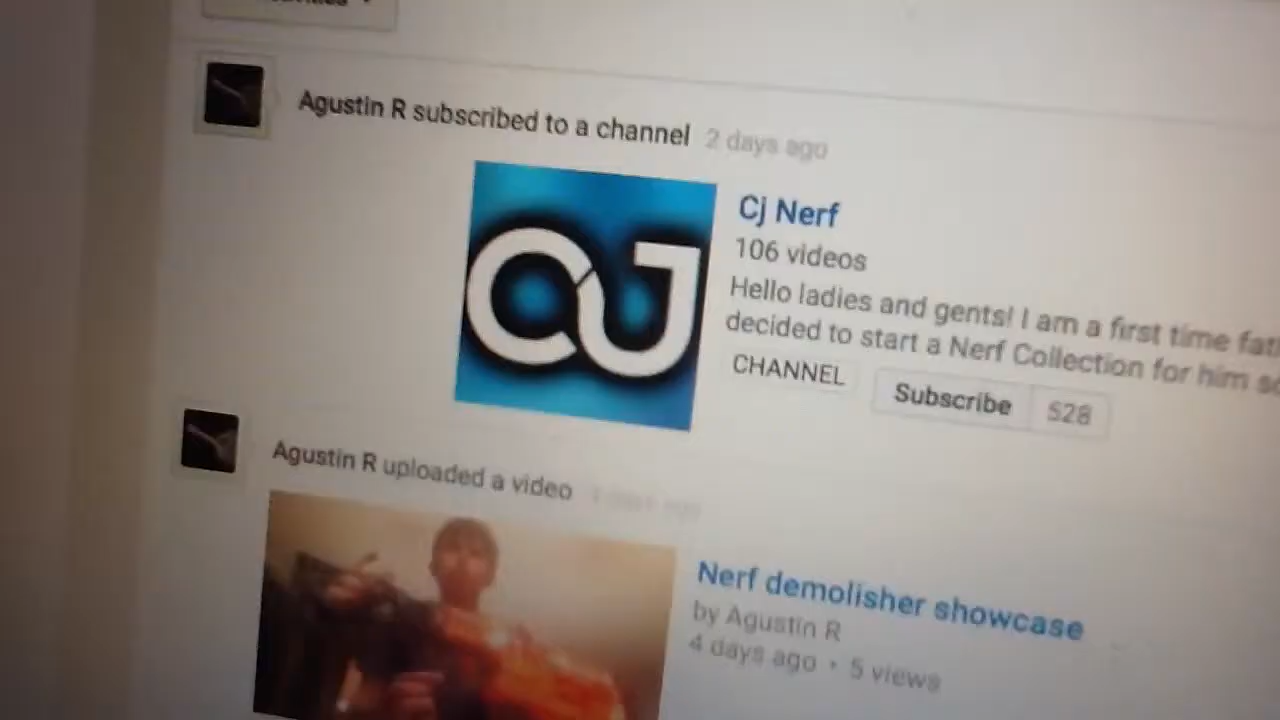 Agustin R subscribed to a channel 2 days ago
CJ
Cj Nerf
106 videos
Hello ladies and gents! I am a first time
decided to start a Nerf Collection for him
CHANNEL Subscribe 528
Agustin R uploaded a video
Nerf demolisher showcase
by Agustin R
4 days ago • 5 views